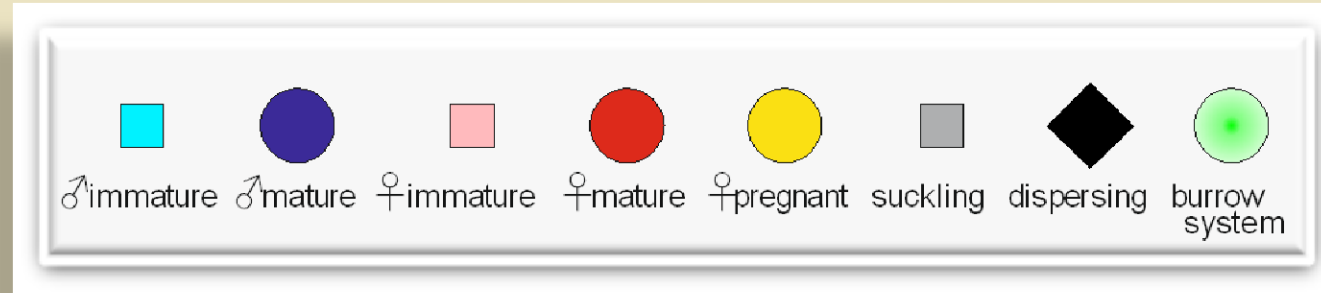 ♂immature ♂mature ♀immature ♀mature ♀pregnant suckling dispersing burrow
system